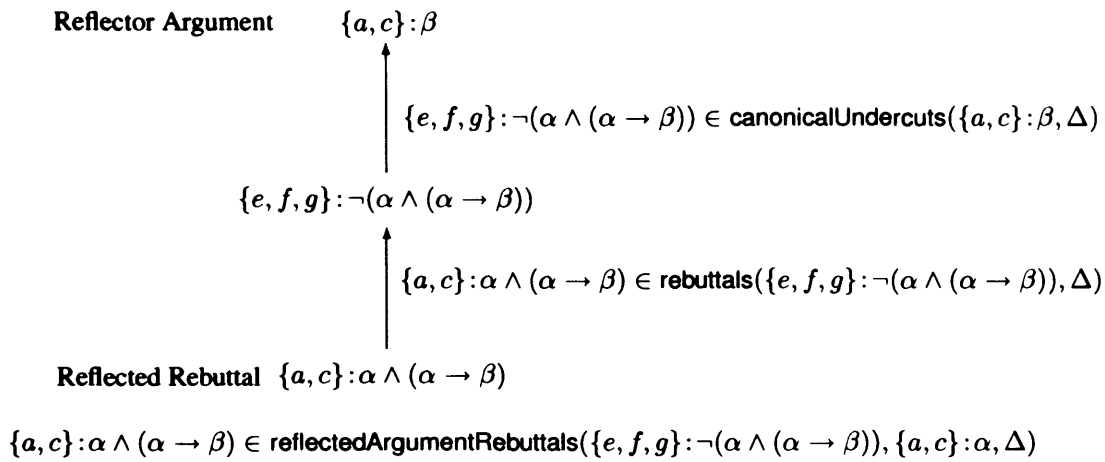 Reflector Argument {a, c}:β
{e, f, g}:¬(α ∧ (α → β)) ∈ canonicalUndercuts({a, c}:β, Δ)
{e, f, g}:¬(α ∧ (α → β))
{a, c}:α ∧ (α → β) ∈ rebuttals({e, f, g}:¬(α ∧ (α → β)), Δ)
Reflected Rebuttal {a, c}:α ∧ (α → β)
{a, c}:α ∧ (α → β) ∈ reflectedArgumentRebuttals({e, f, g}:¬(α ∧ (α → β)), {a, c}:α, Δ)